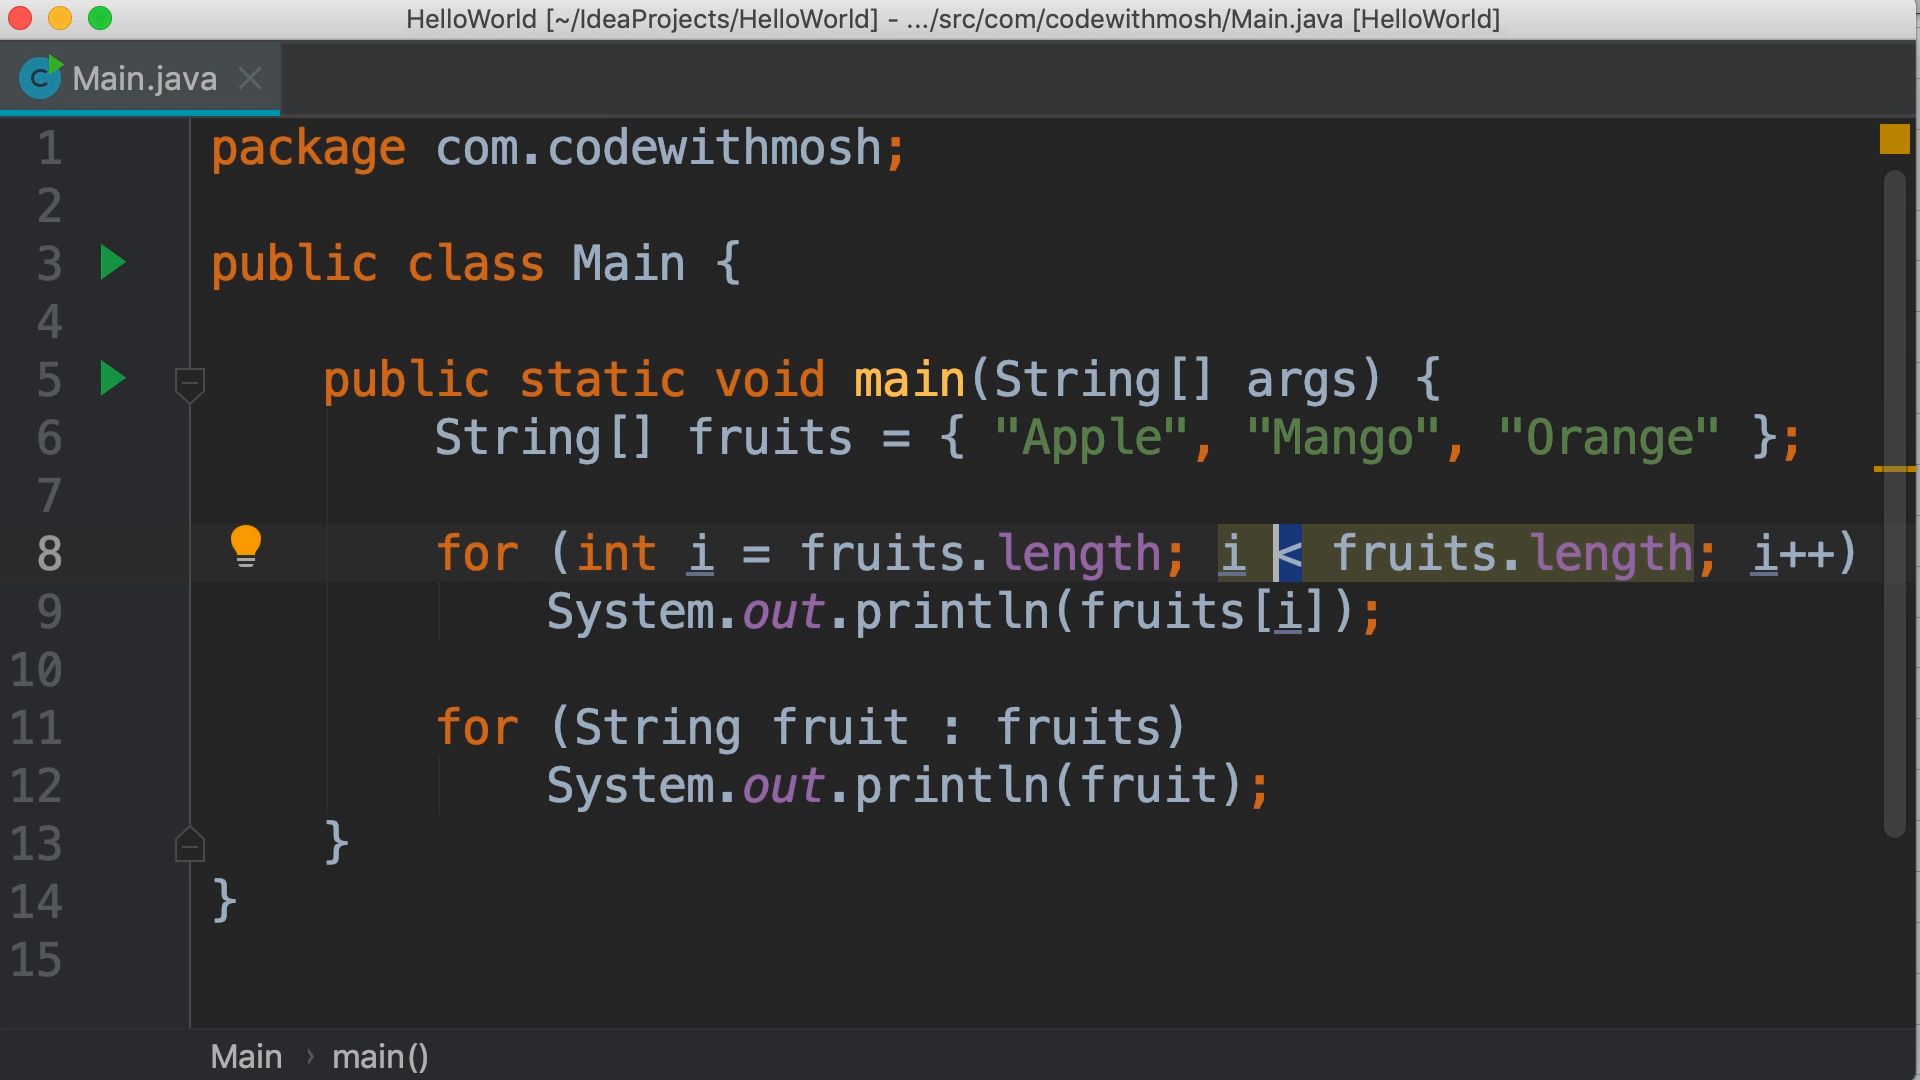 HelloWorld [~/IdeaProjects/HelloWorld] - .../src/com/codewithmosh/Main.java [HelloWorld]
Main.java
1 package com.codewithmosh;
2
3 public class Main {
4
5     public static void main(String[] args) {
6         String[] fruits = { "Apple", "Mango", "Orange" };
7
8         for (int i = fruits.length; i < fruits.length; i++)
9             System.out.println(fruits[i]);
10
11         for (String fruit : fruits)
12             System.out.println(fruit);
13     }
14 }
15
Main › main()